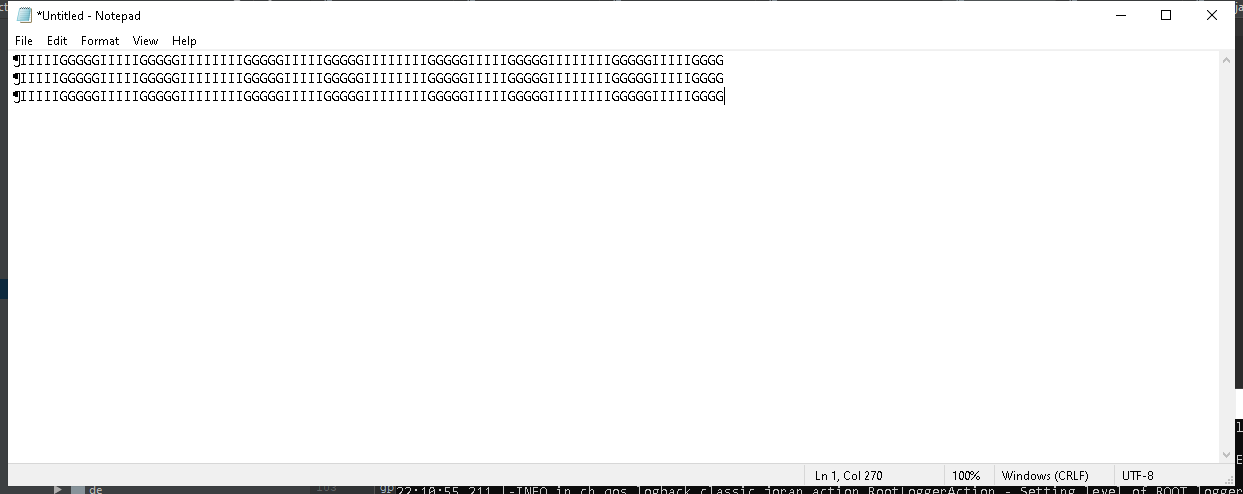 *Untitled - Notepad
File Edit Format View Help
IIIIIGGGGGIIIIIGGGGGIIIIIIIIGGGGGIIIIIGGGGGIIIIIIIIGGGGGIIIIIGGGGGIIIIIIIIGGGGGIIIIIGGGG
IIIIIGGGGGIIIIIGGGGGIIIIIIIIGGGGGIIIIIGGGGGIIIIIIIIGGGGGIIIIIGGGGGIIIIIIIIGGGGGIIIIIGGGG
IIIIIGGGGGIIIIIGGGGGIIIIIIIIGGGGGIIIIIGGGGGIIIIIIIIGGGGGIIIIIGGGGGIIIIIIIIGGGGGIIIIIGGGG
Ln 1, Col 270 100% Windows (CRLF) UTF-8
de 22:10:55,211 |-INFO in ch.qos.logback.classic.joran.action.RootLoggerAction - Setting level of ROOT logger